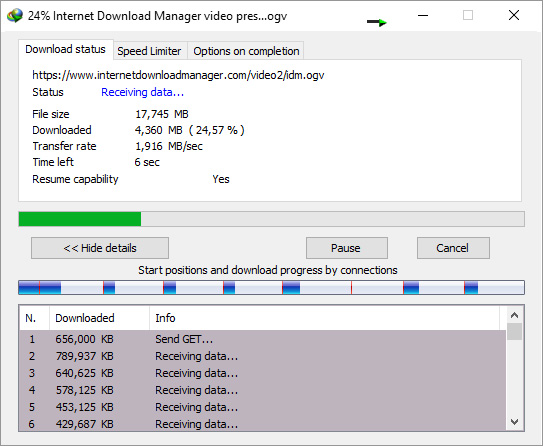 24% Internet Download Manager video pres...ogv
Download status Speed Limiter Options on completion
https://www.internetdownloadmanager.com/video2/idm.ogv
Status Receiving data...
File size 17,745 MB
Downloaded 4,360 MB ( 24,57 % )
Transfer rate 1,916 MB/sec
Time left 6 sec
Resume capability Yes
<< Hide details Pause Cancel
Start positions and download progress by connections
N. Downloaded Info
1 656,000 KB Send GET...
2 789,937 KB Receiving data...
3 640,625 KB Receiving data...
4 578,125 KB Receiving data...
5 453,125 KB Receiving data...
6 429,687 KB Receiving data...